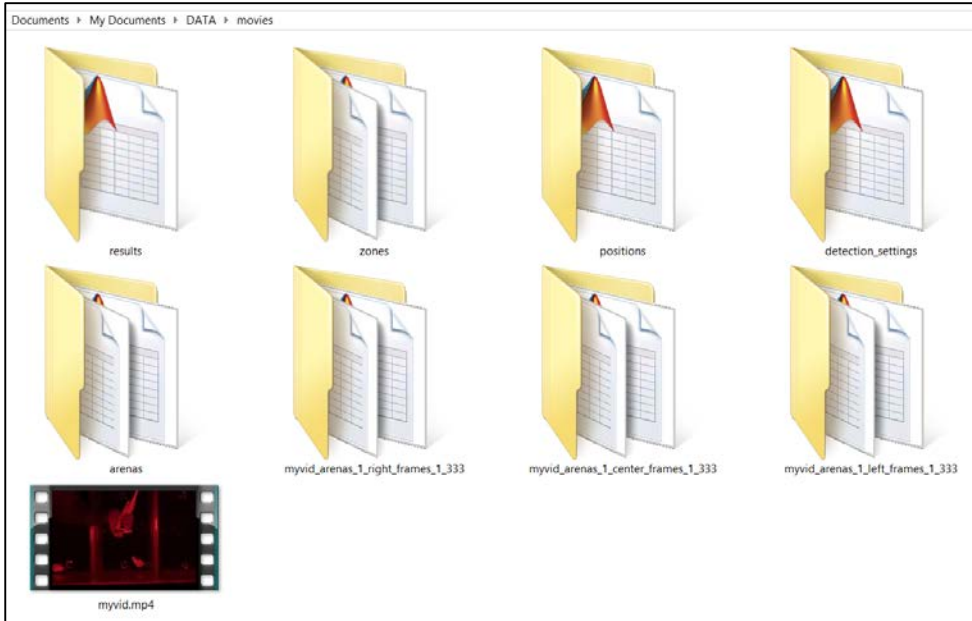 Documents ▸ My Documents ▸ DATA ▸ movies
results
zones
positions
detection_settings
arenas
myvid_arenas_1_right_frames_1_333
myvid_arenas_1_center_frames_1_333
myvid_arenas_1_left_frames_1_333
myvid.mp4